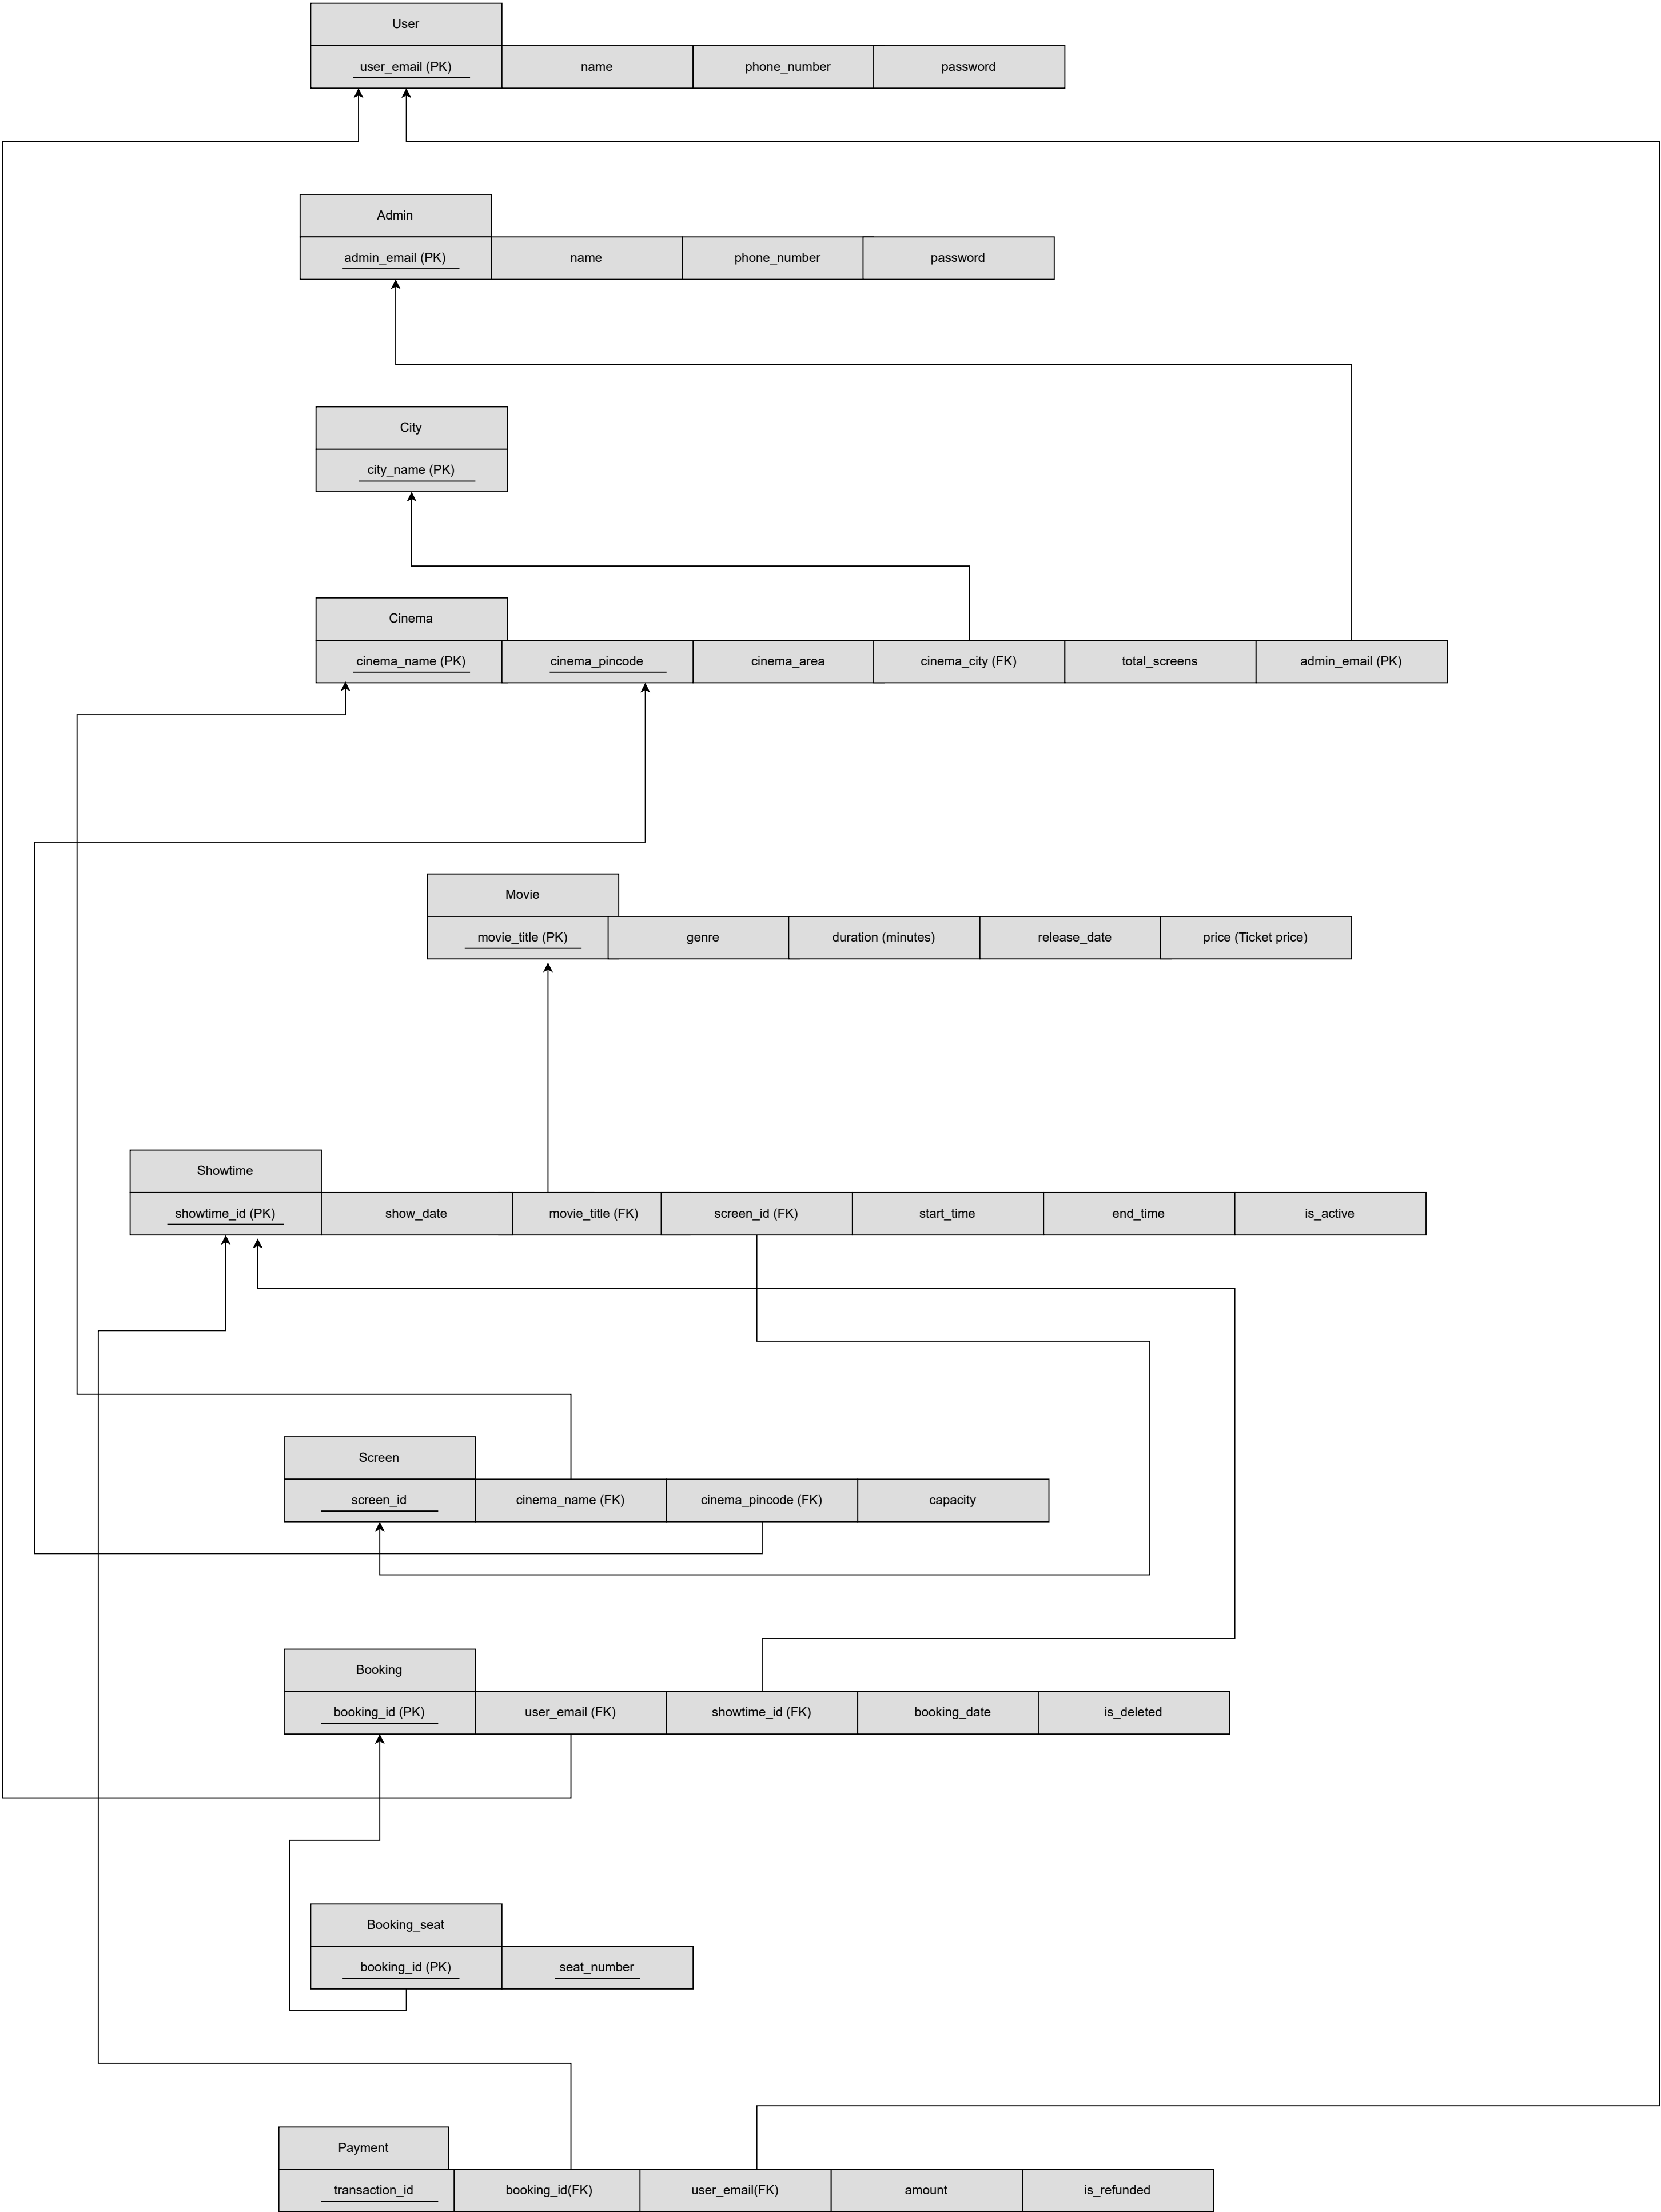 User
user_email (PK) name phone_number password
Admin
admin_email (PK) name phone_number password
City
city_name (PK)
Cinema
cinema_name (PK) cinema_pincode cinema_area cinema_city (FK) total_screens admin_email (PK)
Movie
movie_title (PK) genre duration (minutes) release_date price (Ticket price)
Showtime
showtime_id (PK) show_date movie_title (FK) screen_id (FK) start_time end_time is_active
Screen
screen_id cinema_name (FK) cinema_pincode (FK) capacity
Booking
booking_id (PK) user_email (FK) showtime_id (FK) booking_date is_deleted
Booking_seat
booking_id (PK) seat_number
Payment
transaction_id booking_id(FK) user_email(FK) amount is_refunded